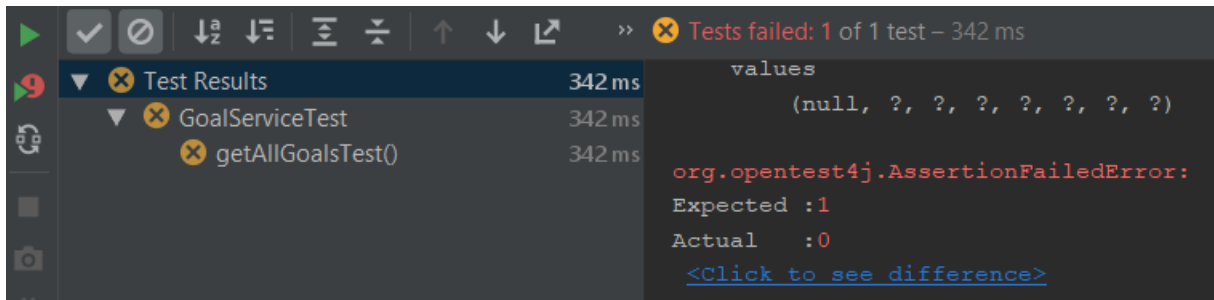 Tests failed: 1 of 1 test – 342 ms
Test Results 342 ms
GoalServiceTest 342 ms
getAllGoalsTest() 342 ms
values
(null, ?, ?, ?, ?, ?, ?, ?)
org.opentest4j.AssertionFailedError:
Expected :1
Actual :0
<Click to see difference>